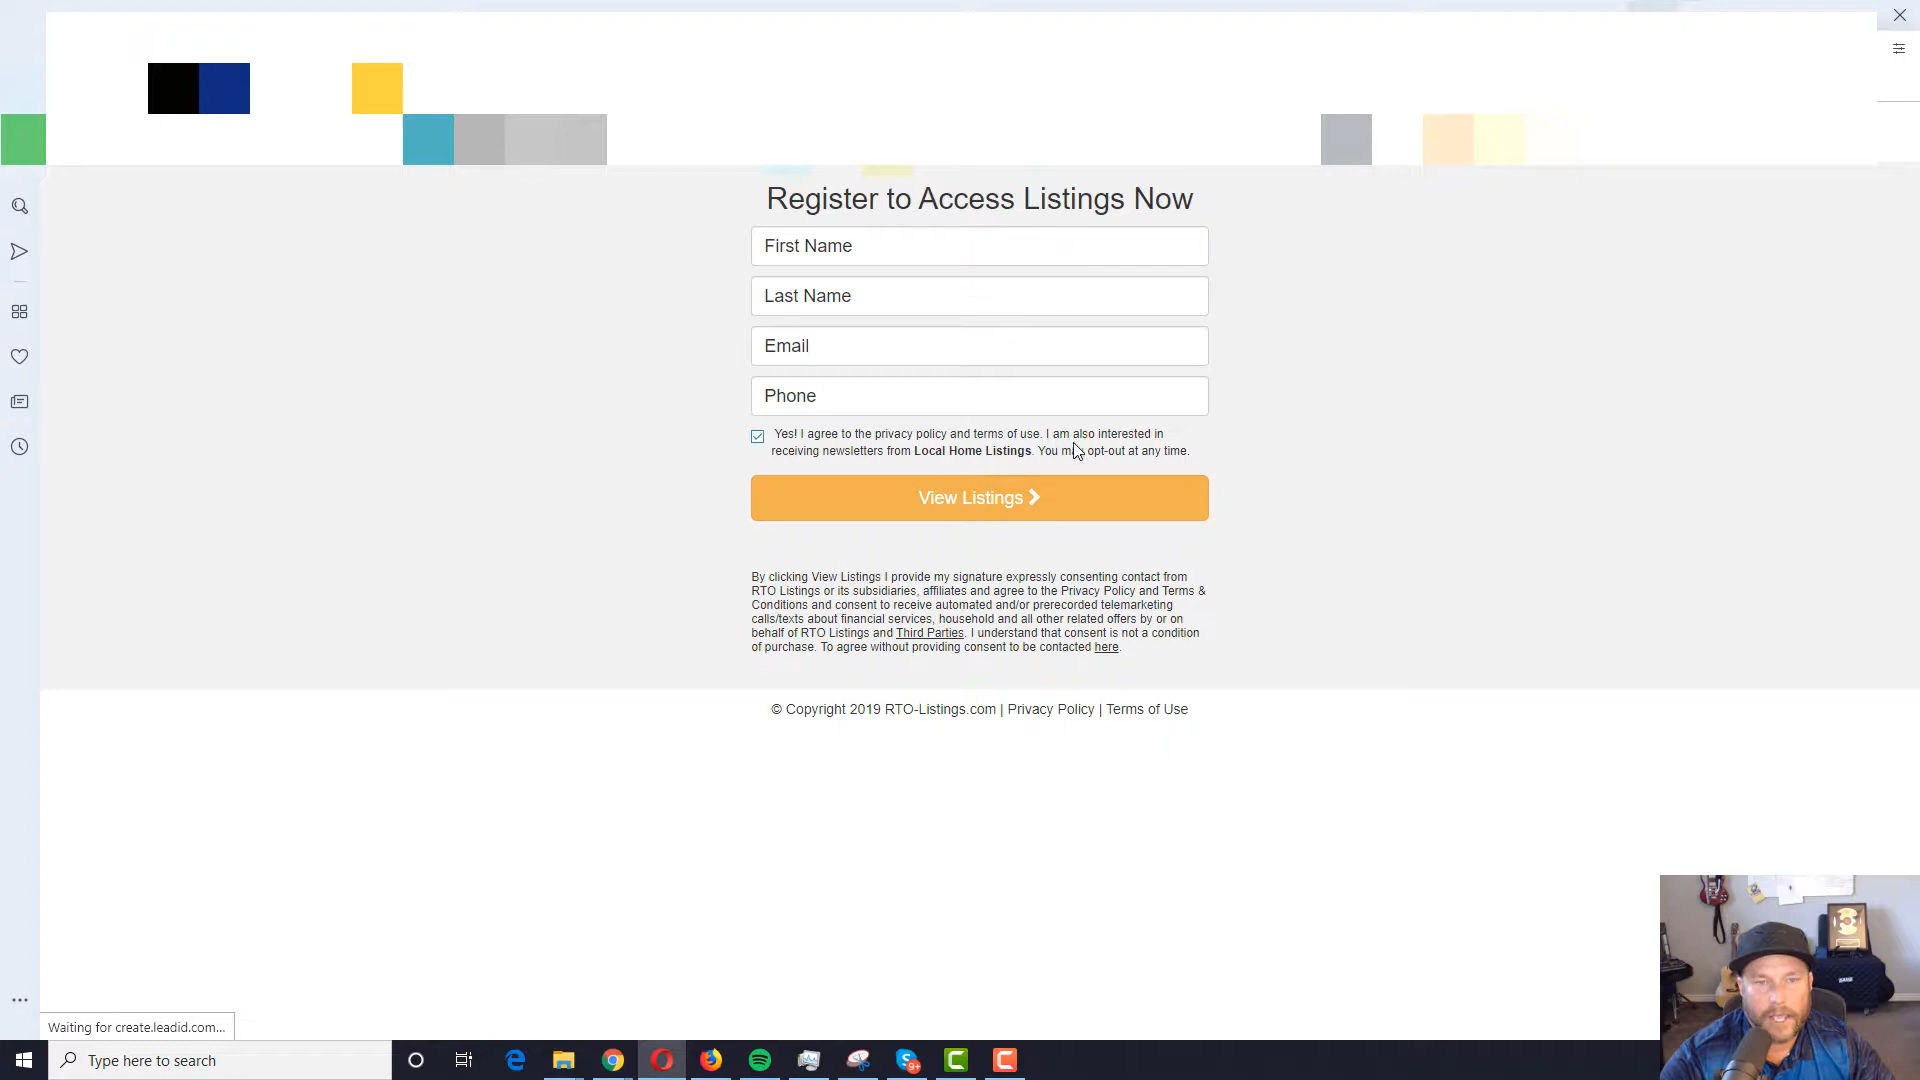 Register to Access Listings Now
First Name
Last Name
Email
Phone
Yes! I agree to the privacy policy and terms of use. I am also interested in
receiving newsletters from Local Home Listings. You may opt-out at any time.
View Listings
By clicking View Listings I provide my signature expressly consenting contact from
RTO Listings or its subsidiaries, affiliates and agree to the Privacy Policy and Terms &
Conditions and consent to receive automated and/or prerecorded telemarketing
calls/texts about financial services, household and all other related offers by or on
behalf of RTO Listings and Third Parties. I understand that consent is not a condition
of purchase. To agree without providing consent to be contacted here.
© Copyright 2019 RTO-Listings.com | Privacy Policy | Terms of Use
Waiting for create.leadid.com...
Type here to search
9+